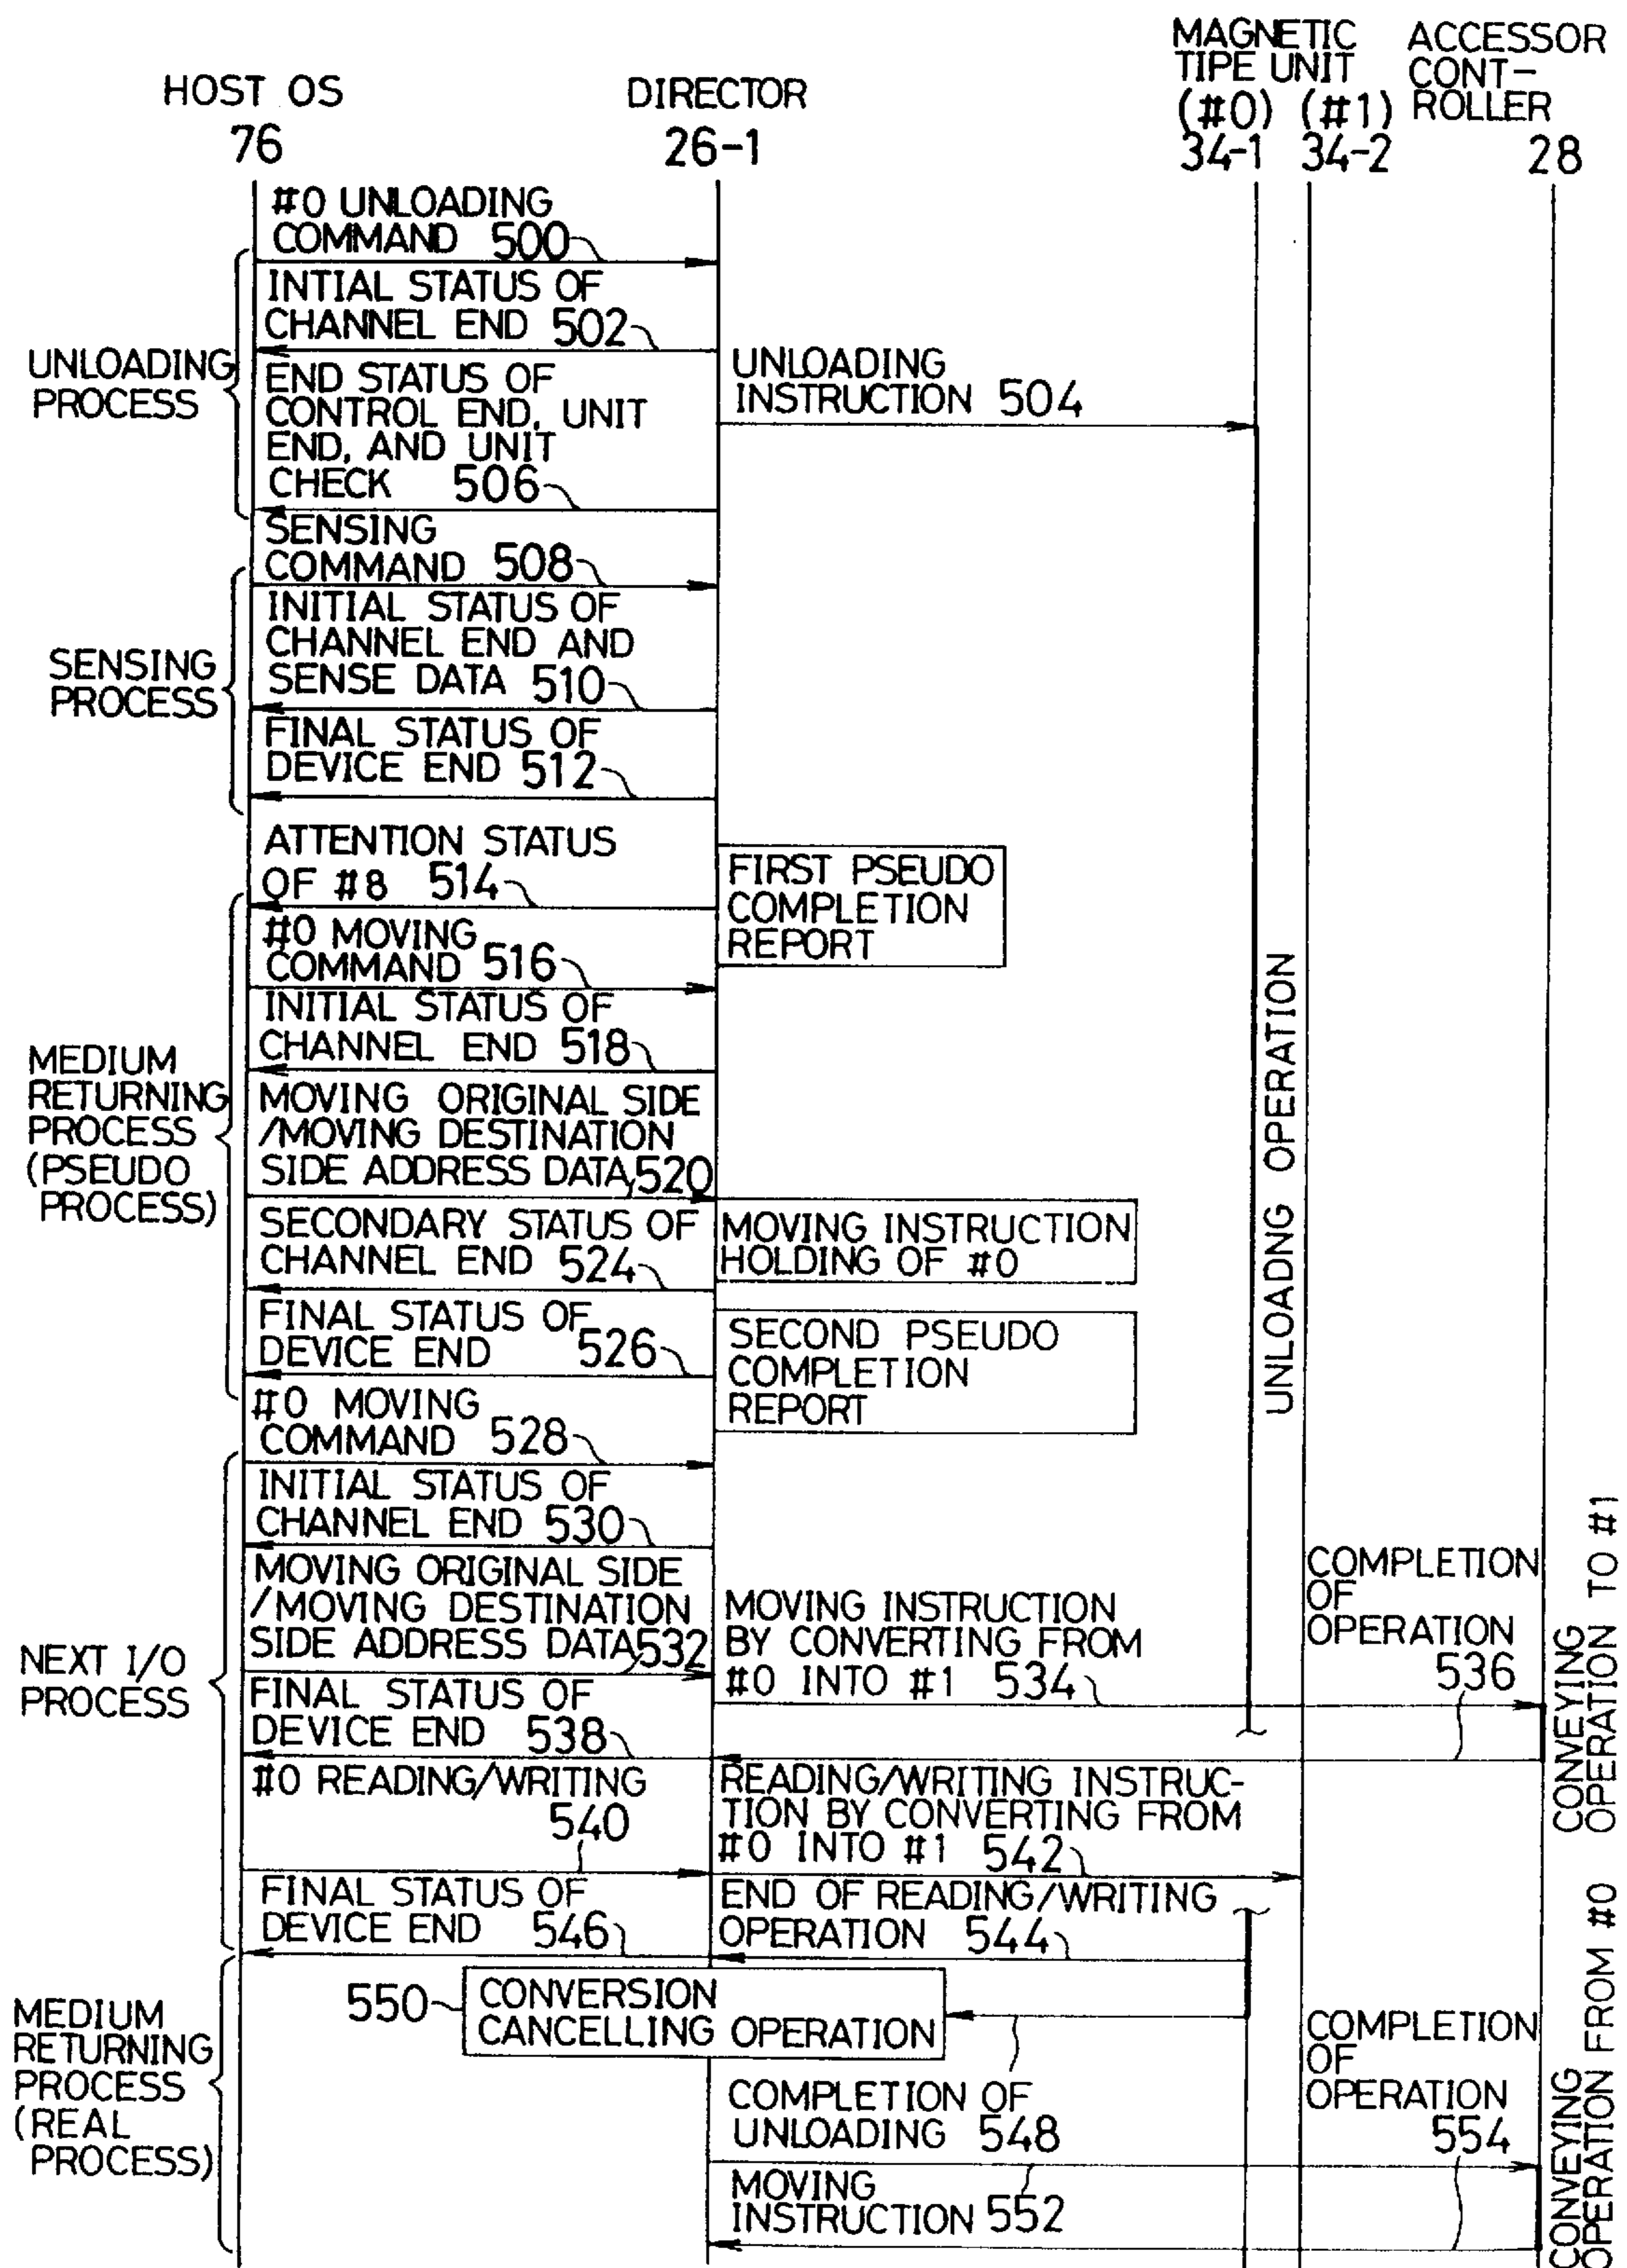 HOST OS
76
DIRECTOR
26-1
MAGNETIC
TIPE UNIT
(#0) (#1)
34-1 34-2
ACCESSOR
CONT-
ROLLER
28
#0 UNLOADING
COMMAND 500
INTIAL STATUS OF
CHANNEL END 502
UNLOADING
PROCESS
UNLOADING
INSTRUCTION 504
END STATUS OF
CONTROL END, UNIT
END, AND UNIT
CHECK 506
SENSING
COMMAND 508
INITIAL STATUS OF
CHANNEL END AND
SENSE DATA 510
SENSING
PROCESS
FINAL STATUS OF
DEVICE END 512
ATTENTION STATUS
OF #8 514
FIRST PSEUDO
COMPLETION
REPORT
#0 MOVING
COMMAND 516
INITIAL STATUS OF
CHANNEL END 518
MEDIUM
RETURNING
PROCESS
(PSEUDO
PROCESS)
MOVING ORIGINAL SIDE
/MOVING DESTINATION
SIDE ADDRESS DATA 520
SECONDARY STATUS OF
CHANNEL END 524
MOVING INSTRUCTION
HOLDING OF #0
FINAL STATUS OF
DEVICE END 526
SECOND PSEUDO
COMPLETION
REPORT
UNLOADNG OPERATION
#0 MOVING
COMMAND 528
INITIAL STATUS OF
CHANNEL END 530
MOVING ORIGINAL SIDE
/MOVING DESTINATION
SIDE ADDRESS DATA 532
MOVING INSTRUCTION
BY CONVERTING FROM
#0 INTO #1 534
COMPLETION
OF
OPERATION
536
CONVEYING
OPERATION TO #1
NEXT I/O
PROCESS
FINAL STATUS OF
DEVICE END 538
#0 READING/WRITING
540
READING/WRITING INSTRUC-
TION BY CONVERTING FROM
#0 INTO #1 542
FINAL STATUS OF
DEVICE END 546
END OF READING/WRITING
OPERATION 544
MEDIUM
RETURNING
PROCESS
(REAL
PROCESS)
550
CONVERSION
CANCELLING OPERATION
COMPLETION OF
UNLOADING 548
COMPLETION
OF
OPERATION
554
MOVING
INSTRUCTION 552
CONVEYING
OPERATION FROM #0